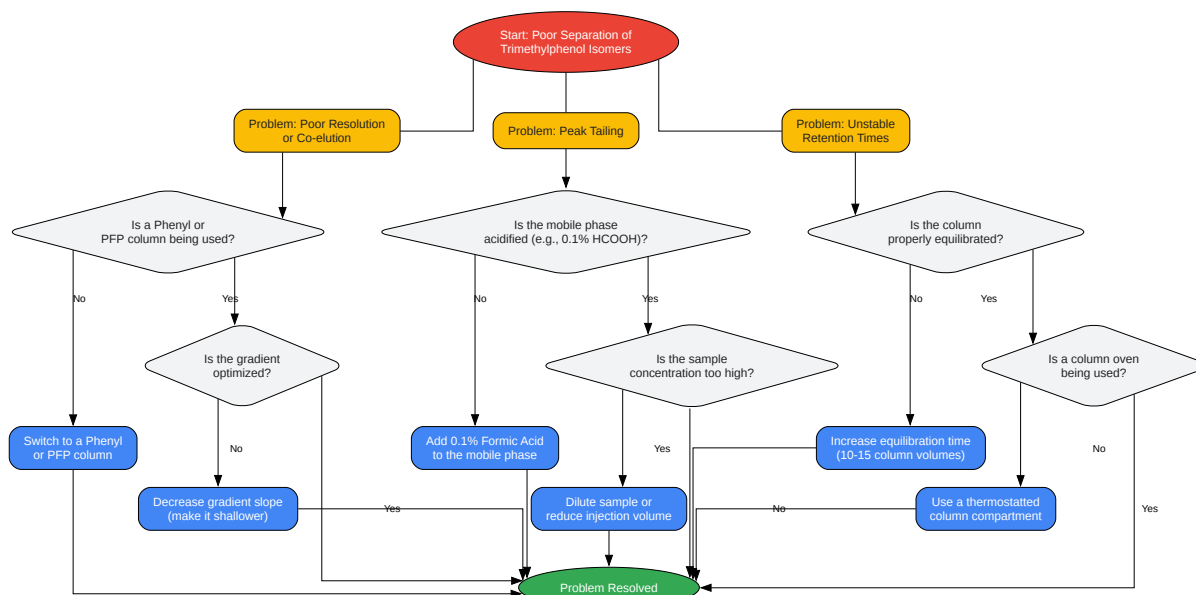 Start: Poor Separation of
Trimethylphenol Isomers
Problem: Poor Resolution
or Co-elution
Problem: Peak Tailing
Problem: Unstable
Retention Times
Is a Phenyl or
PFP column being used?
Is the mobile phase
acidified (e.g., 0.1% HCOOH)?
Is the column
properly equilibrated?
No
Yes
No
Yes
No
Yes
Is the gradient
optimized?
Is the sample
concentration too high?
Is a column oven
being used?
Switch to a Phenyl
or PFP column
No
Add 0.1% Formic Acid
to the mobile phase
Yes
Increase equilibration time
(10-15 column volumes)
No
Decrease gradient slope
(make it shallower)
Yes
Dilute sample or
reduce injection volume
No
Use a thermostatted
column compartment
Yes
Problem Resolved